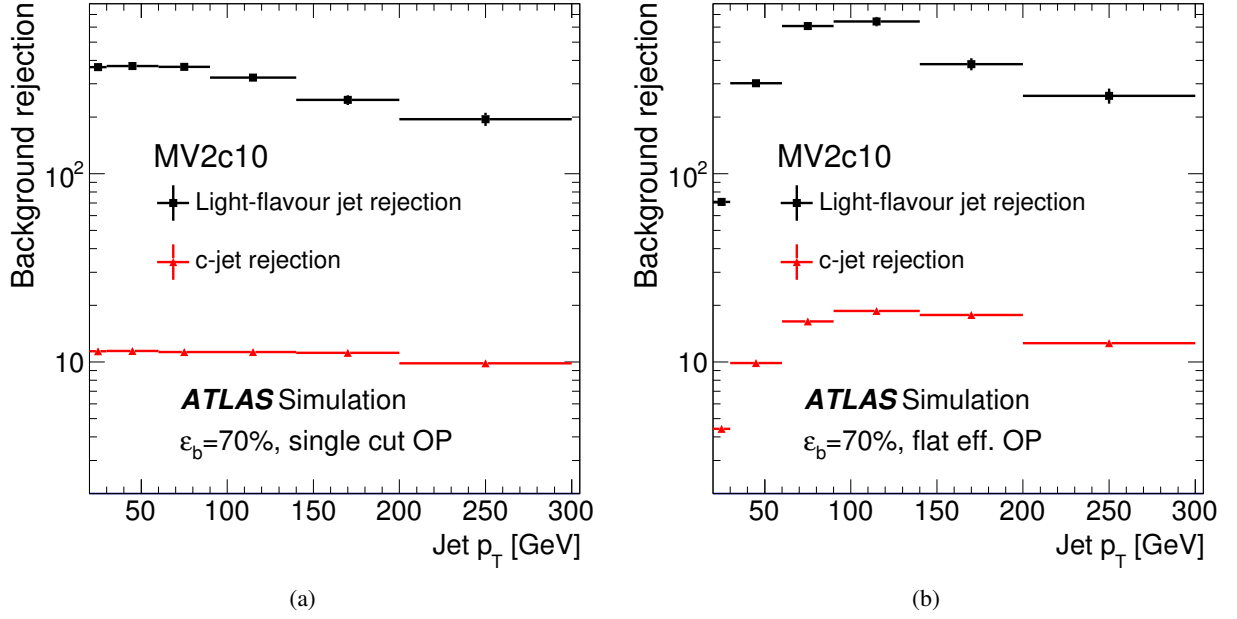 Background rejection
10²
10
MV2c10
Light-flavour jet rejection
c-jet rejection
ATLAS Simulation
ε_b=70%, single cut OP
50 100 150 200 250 300
Jet p_T [GeV]
(a)
Background rejection
10²
10
MV2c10
Light-flavour jet rejection
c-jet rejection
ATLAS Simulation
ε_b=70%, flat eff. OP
50 100 150 200 250 300
Jet p_T [GeV]
(b)